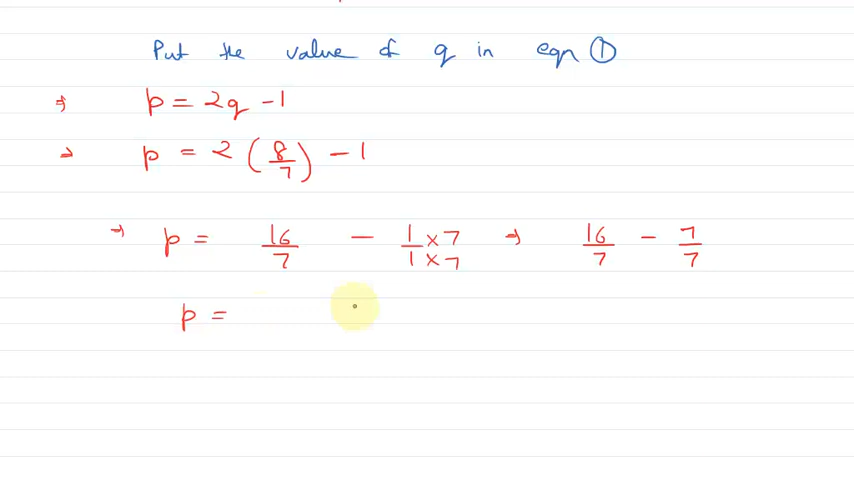 Put the value of q in eqn ①
⇒ p = 2q - 1
⇒ p = 2 ( 8/7 ) - 1
⇒ p = 16/7 - 1 × 7 / 1 × 7 ⇒ 16/7 - 7/7
p =